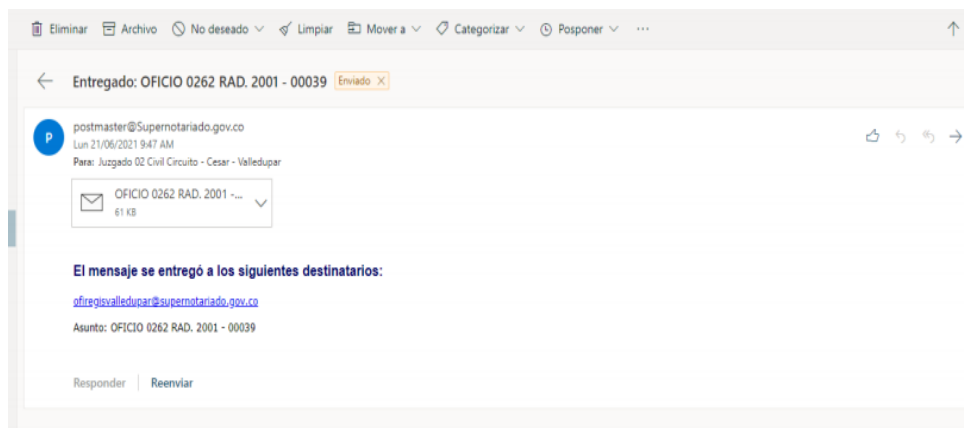 Eliminar Archivo No deseado Limpiar Mover a Categorizar Posponer ...
Entregado: OFICIO 0262 RAD. 2001 - 00039 Enviado X
P
postmaster@Supernotariado.gov.co
Lun 21/06/2021 9:47 AM
Para: Juzgado 02 Civil Circuito - Cesar - Valledupar
OFICIO 0262 RAD. 2001 -...
61 KB
El mensaje se entregó a los siguientes destinatarios:
ofiregisvalledupar@supernotariado.gov.co
Asunto: OFICIO 0262 RAD. 2001 - 00039
Responder Reenviar